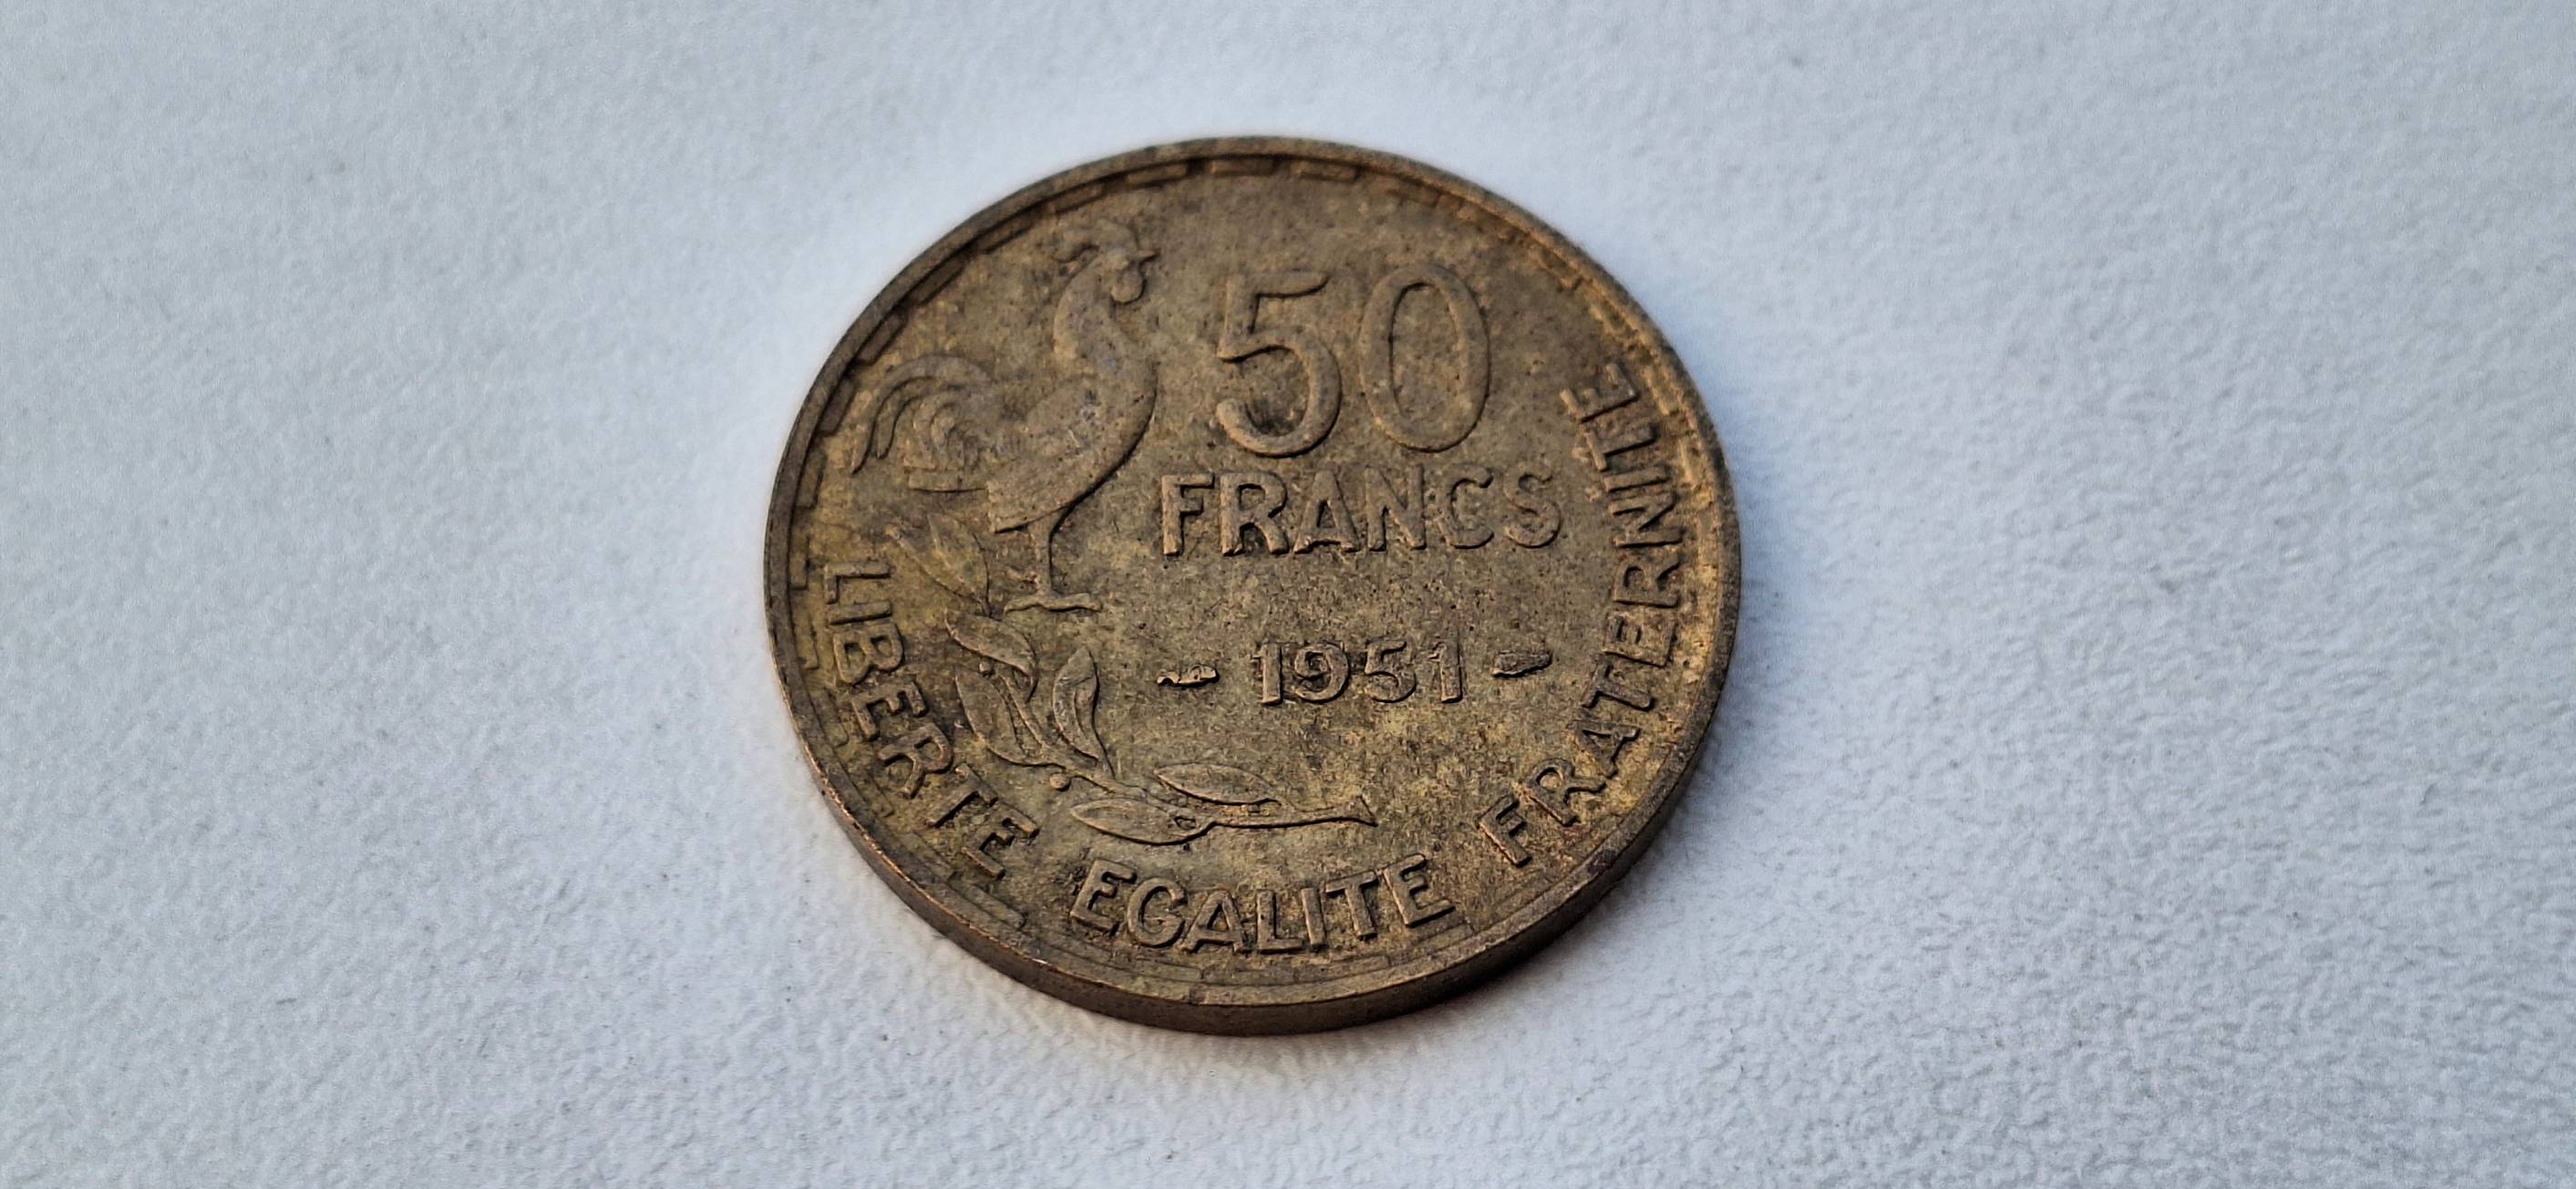 50
FRANCS
1951
LIBERTE EGALITE FRATERNITE